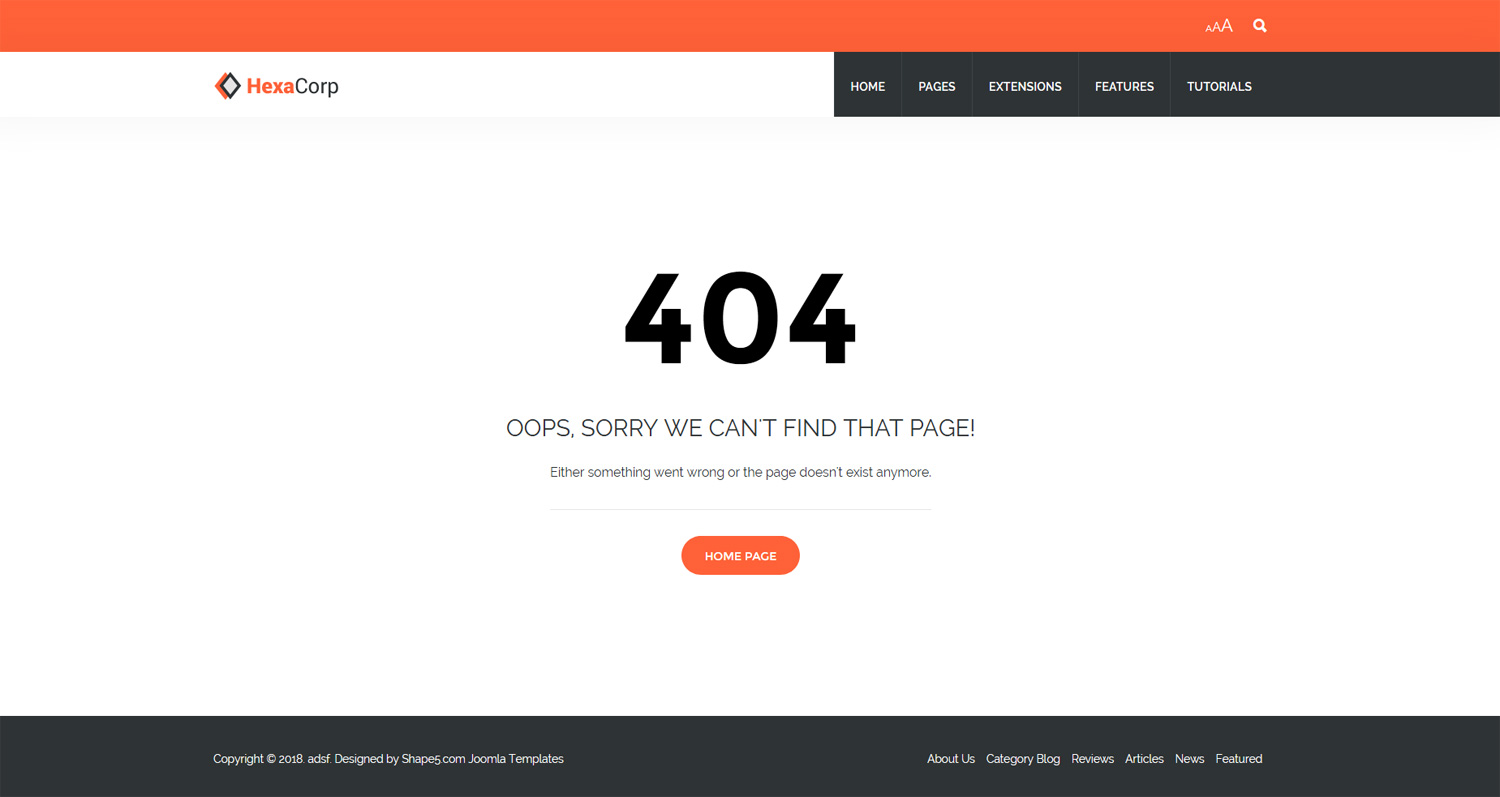 AAA
HexaCorp
HOME PAGES EXTENSIONS FEATURES TUTORIALS
404
OOPS, SORRY WE CAN'T FIND THAT PAGE!
Either something went wrong or the page doesn't exist anymore.
HOME PAGE
Copyright © 2018. adsf. Designed by Shape5.com Joomla Templates
About Us Category Blog Reviews Articles News Featured